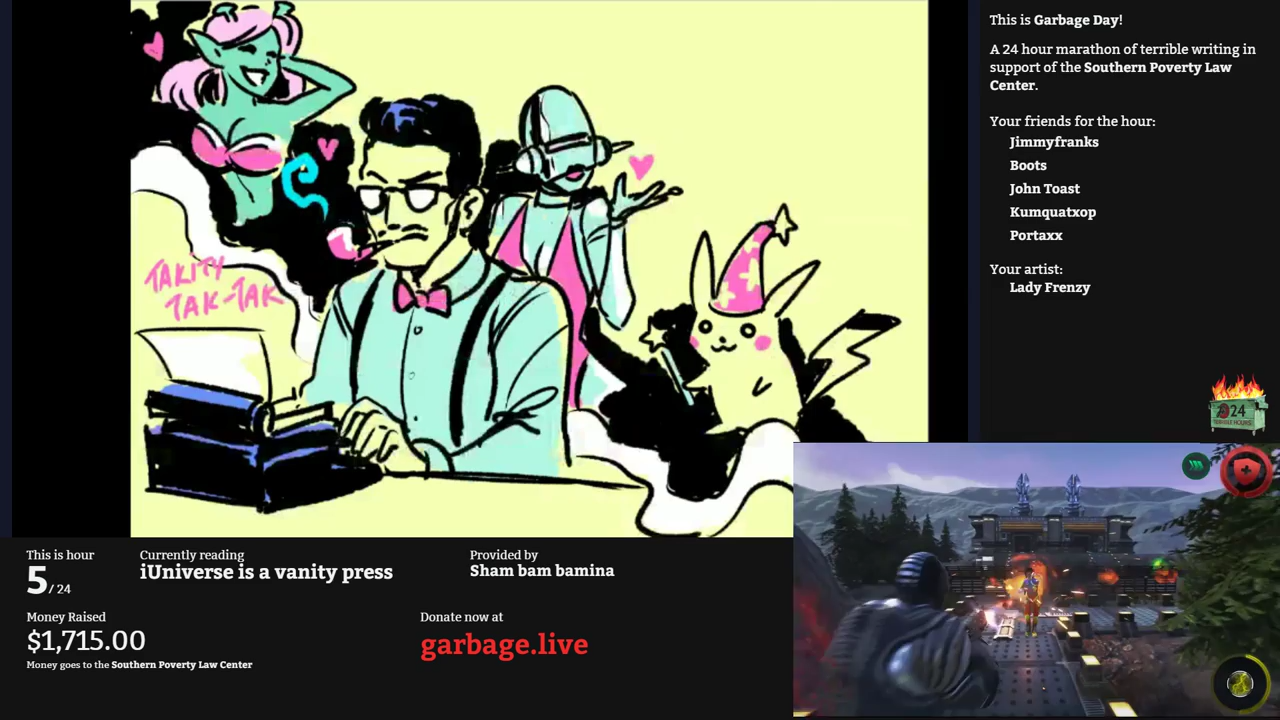 This is Garbage Day!
A 24 hour marathon of terrible writing in
support of the Southern Poverty Law
Center.
Your friends for the hour:
Jimmyfranks
Boots
John Toast
Kumquatxop
Portaxx
Your artist:
Lady Frenzy
TAKITY
TAK-TAK
This is hour
5 / 24
Currently reading
iUniverse is a vanity press
Provided by
Sham bam bamina
Money Raised
$1,715.00
Money goes to the Southern Poverty Law Center
Donate now at
garbage.live